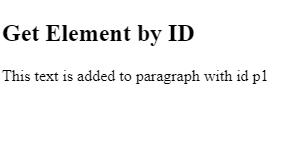 Get Element by ID
This text is added to paragraph with id p1